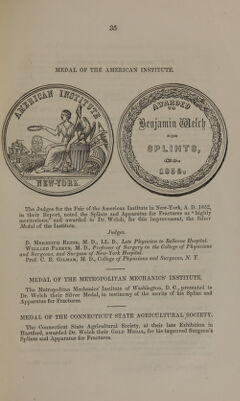 35
MEDAL OF THE AMERICAN INSTITUTE.
AMERICAN INSTITUTE
NEW-YORK.
AWARDED
TO
Benjamin Welch
FOR
SPLINTS,
1852.
The Judges for the Fair of the American Institute in New-York, A. D. 1852,
in their Report, noted the Splints and Apparatus for Fractures as "highly
meritorious," and awarded to Dr. Welch, for this improvement, the Silver
Medal of the Institute.
Judges.
D. Meredith Reese, M. D., LL. D., Late Physician to Bellevue Hospital.
Willard Parker, M. D., Professor of Surgery in the College of Physicians
and Surgeons, and Surgeon of New-York Hospital.
Prof. C. R. Gilman, M. D., College of Physicians and Surgeons, N. Y.
MEDAL OF THE METROPOLITAN MECHANICS' INSTITUTE.
The Metropolitan Mechanics' Institute of Washington, D. C., presented to
Dr. Welch their Silver Medal, in testimony of the merits of his Splint and
Apparatus for Fractures.
MEDAL OF THE CONNECTICUT STATE AGRICULTURAL SOCIETY.
The Connecticut State Agricultural Society, at their late Exhibition in
Hartford, awarded Dr. Welch their Gold Medal, for his improved Surgeon's
Splints and Apparatus for Fractures.